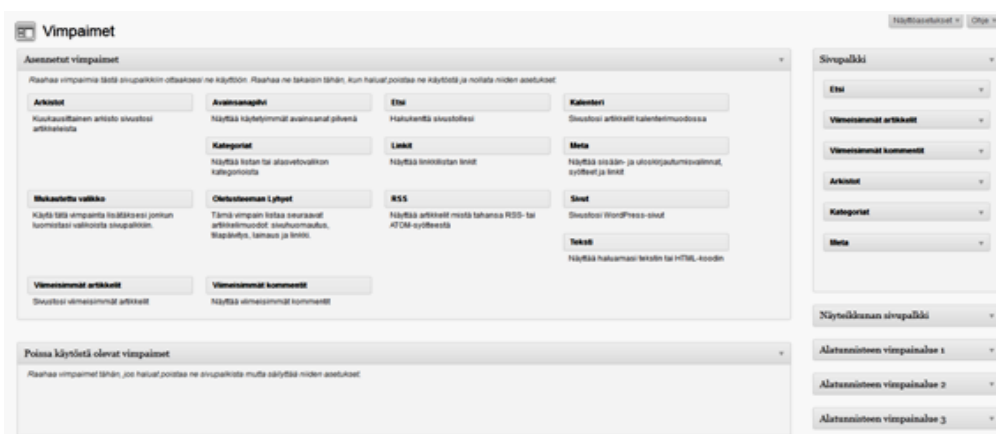 Näyttöasetukset
Ohje
Vimpaimet
Asennetut vimpaimet
Raahaa vimpaimia tästä sivupalkkiin ottaaksesi ne käyttöön. Raahaa ne takaisin tähän, kun haluat poistaa ne käytöstä ja nollata niiden asetukset.
Arkistot
Kuukausittainen arkisto sivustosi
artikkeleista
Avainsanapilvi
Näyttää käytetyimmät avainsanat pilvenä
Etsi
Hakukenttä sivustollesi
Kalenteri
Sivustosi artikkelit kalenterimuodossa
Kategoriat
Näyttää listan tai alasvetovalikon
kategorioista
Linkit
Näyttää linkkilistan linkit
Meta
Näyttää sisään- ja uloskirjautumisvalinnat,
syötteet ja linkit
Mukautettu valikko
Käytä tätä vimpainta lisätäksesi jonkun
luomistasi valikoista sivupalkkiin.
Oletusteeman Lyhyet
Tämä vimpain listaa seuraavat
artikkelimuodot: sivuhuomautus,
tilapäivitys, lainaus ja linkki.
RSS
Näyttää artikkelit mistä tahansa RSS- tai
ATOM-syötteestä
Sivut
Sivustosi WordPress-sivut
Teksti
Näyttää haluamasi tekstin tai HTML-koodin
Viimeisimmät artikkelit
Sivustosi viimeisimmät artikkelit
Viimeisimmät kommentit
Näyttää viimeisimmät kommentit
Poissa käytöstä olevat vimpaimet
Raahaa vimpaimet tähän, jos haluat poistaa ne sivupalkista mutta säilyttää niiden asetukset.
Sivupalkki
Etsi
Viimeisimmät artikkelit
Viimeisimmät kommentit
Arkistot
Kategoriat
Meta
Näyteikkunan sivupalkki
Alatunnisteen vimpainalue 1
Alatunnisteen vimpainalue 2
Alatunnisteen vimpainalue 3